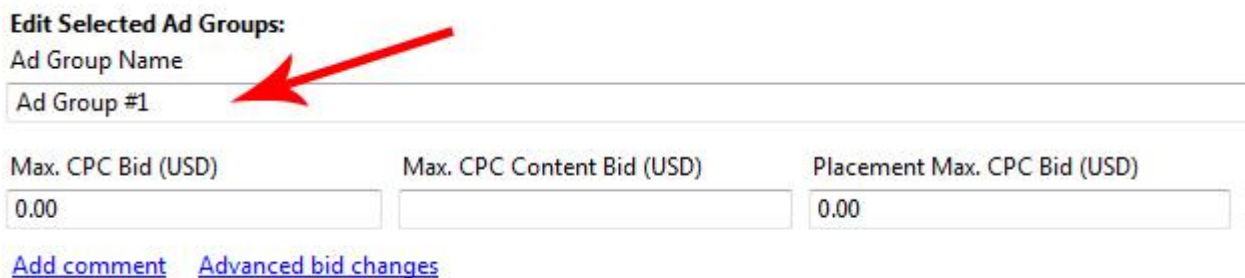 Edit Selected Ad Groups:
Ad Group Name
Ad Group #1
Max. CPC Bid (USD) Max. CPC Content Bid (USD) Placement Max. CPC Bid (USD)
0.00 0.00
Add comment Advanced bid changes